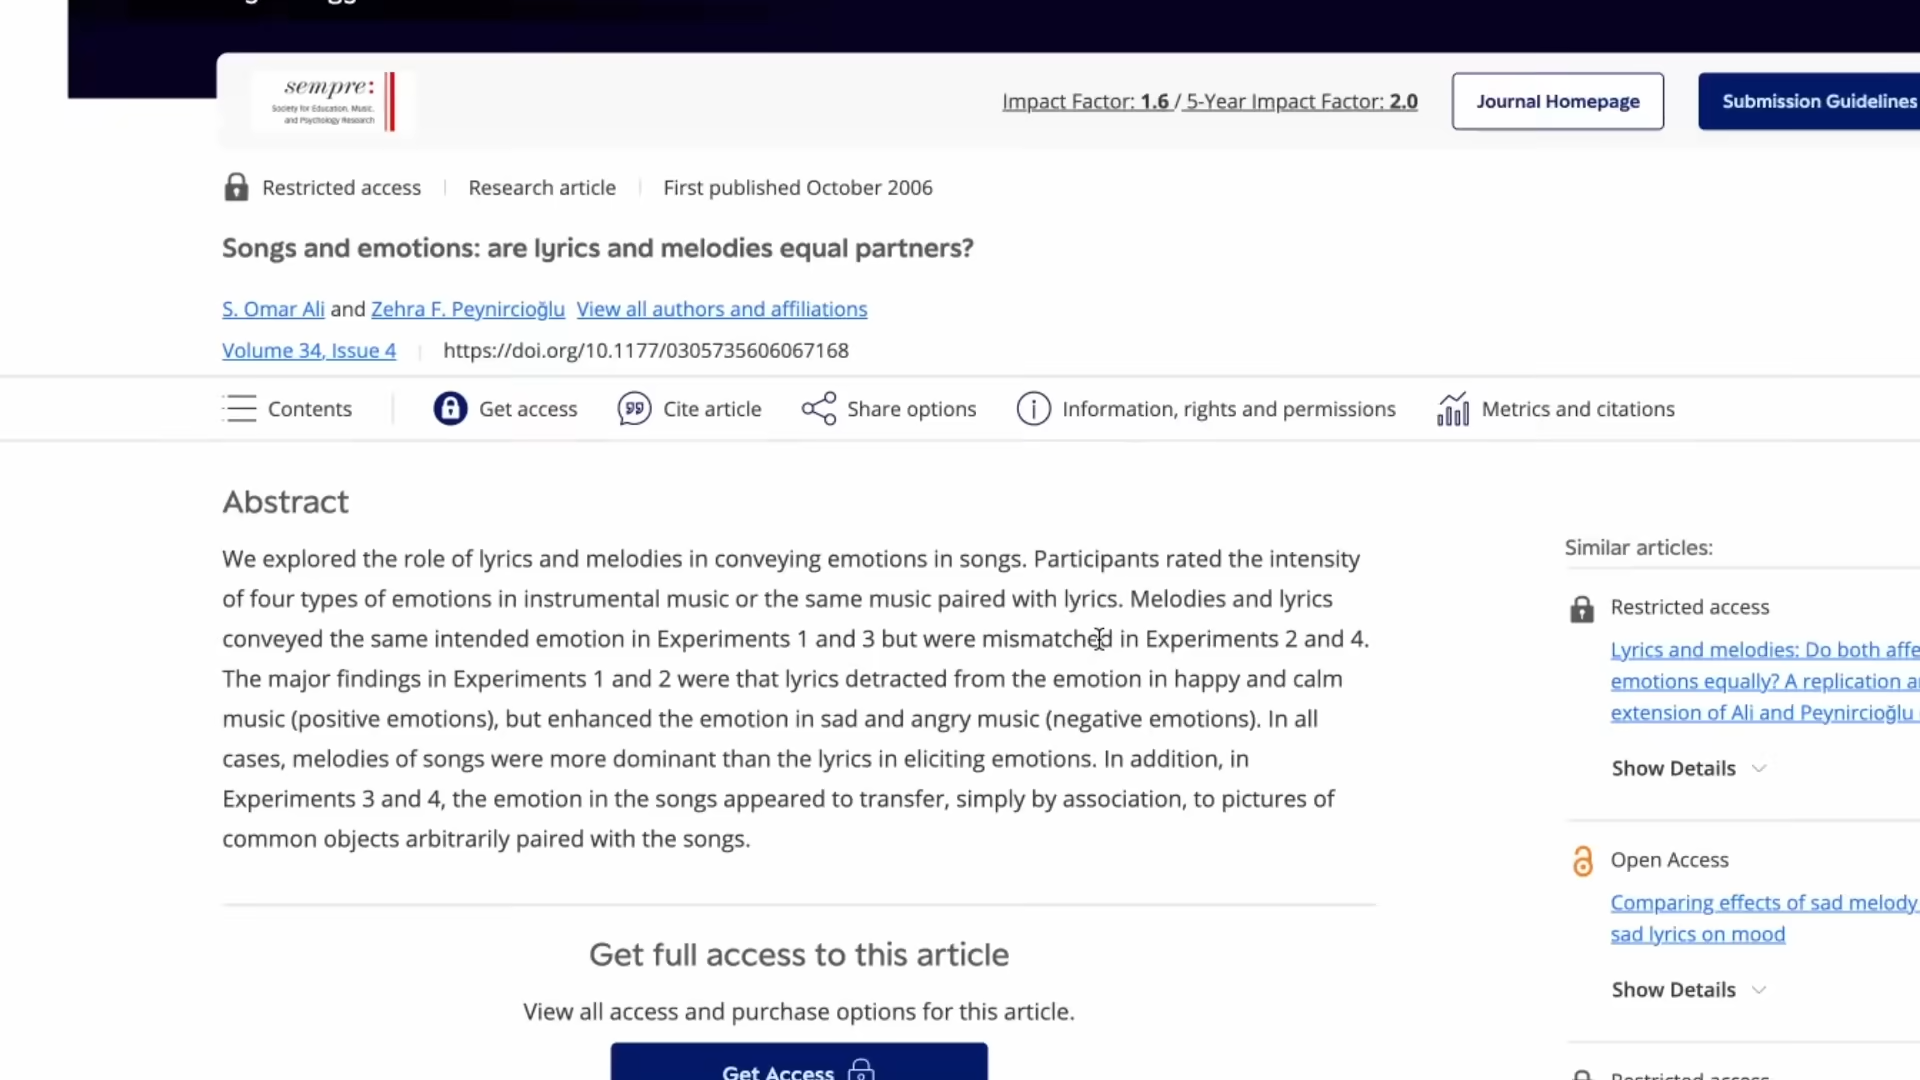 sempre:
Society for Education, Music,
and Psychology Research
Impact Factor: 1.6 / 5-Year Impact Factor: 2.0
Journal Homepage
Submission Guidelines
Restricted access
Research article
First published October 2006
Songs and emotions: are lyrics and melodies equal partners?
S. Omar Ali and Zehra F. Peynircioğlu View all authors and affiliations
Volume 34, Issue 4
https://doi.org/10.1177/0305735606067168
Contents
Get access
Cite article
Share options
Information, rights and permissions
Metrics and citations
Abstract
We explored the role of lyrics and melodies in conveying emotions in songs. Participants rated the intensity
of four types of emotions in instrumental music or the same music paired with lyrics. Melodies and lyrics
conveyed the same intended emotion in Experiments 1 and 3 but were mismatched in Experiments 2 and 4.
The major findings in Experiments 1 and 2 were that lyrics detracted from the emotion in happy and calm
music (positive emotions), but enhanced the emotion in sad and angry music (negative emotions). In all
cases, melodies of songs were more dominant than the lyrics in eliciting emotions. In addition, in
Experiments 3 and 4, the emotion in the songs appeared to transfer, simply by association, to pictures of
common objects arbitrarily paired with the songs.
Get full access to this article
View all access and purchase options for this article.
Get Access
Similar articles:
Restricted access
Lyrics and melodies: Do both affe
emotions equally? A replication a
extension of Ali and Peynircioğlu
Show Details
Open Access
Comparing effects of sad melody
sad lyrics on mood
Show Details
Restricted access